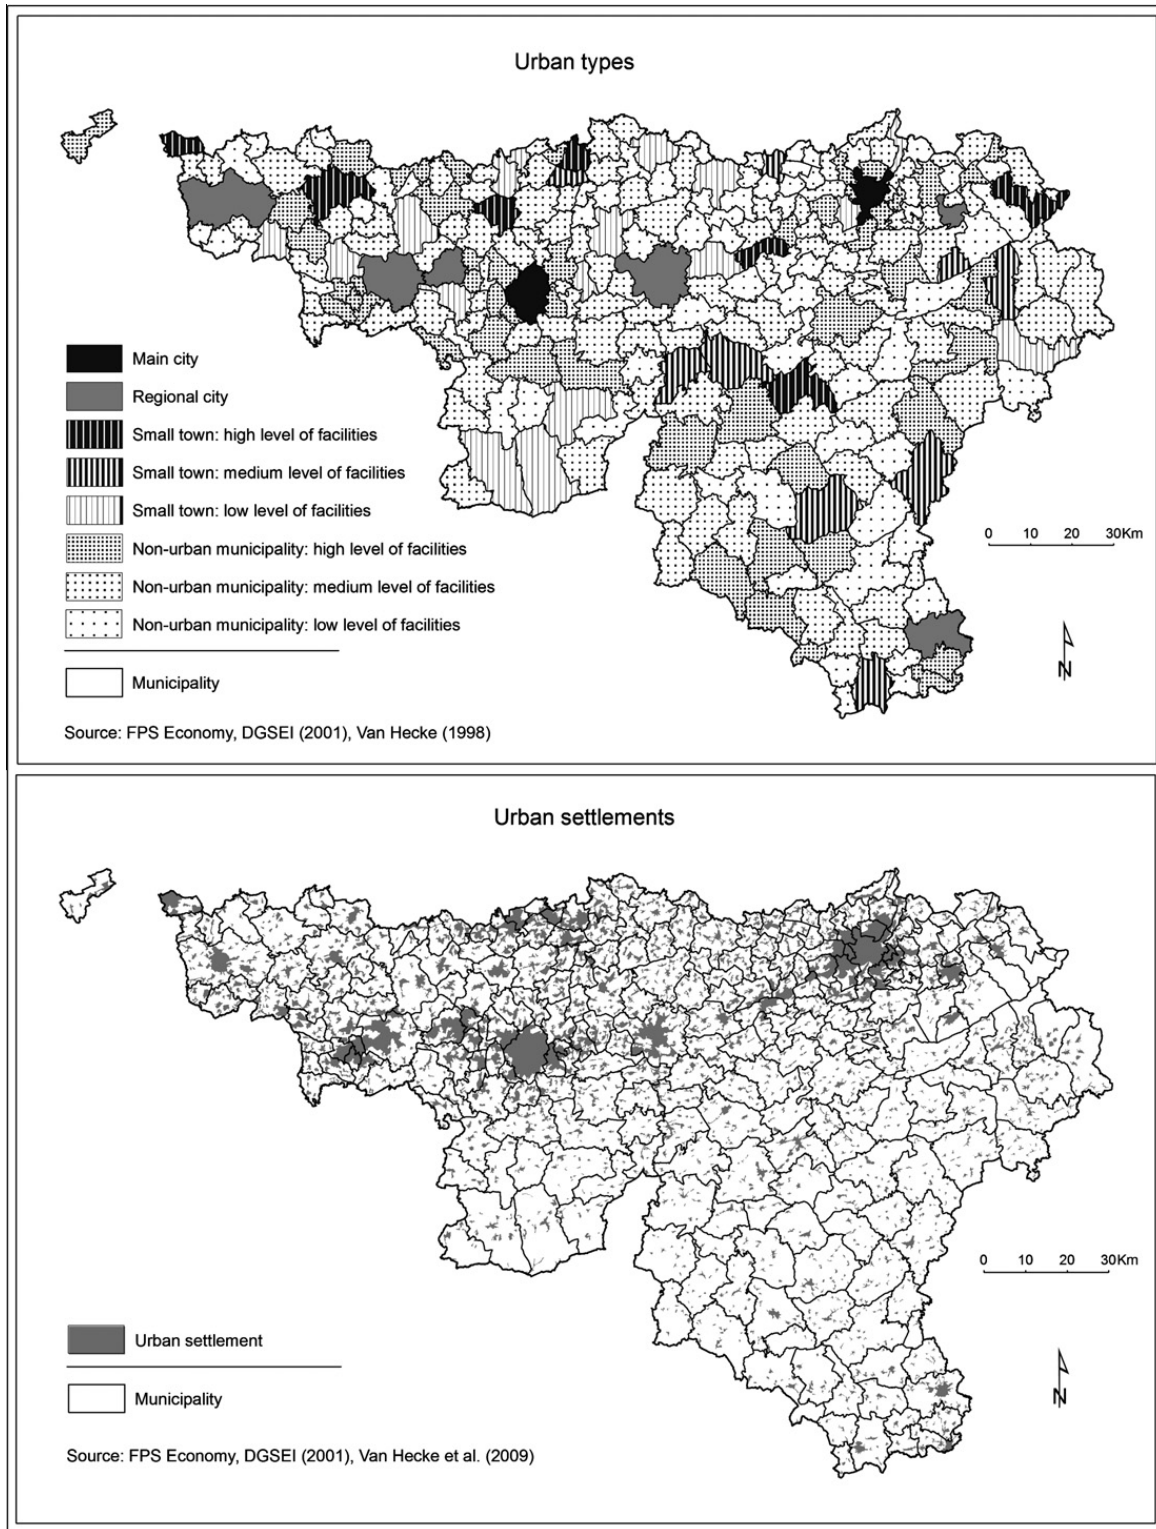 Urban types
Main city
Regional city
Small town: high level of facilities
Small town: medium level of facilities
Small town: low level of facilities
Non-urban municipality: high level of facilities
Non-urban municipality: medium level of facilities
Non-urban municipality: low level of facilities
Municipality
0 10 20 30Km
N
Source: FPS Economy, DGSEI (2001), Van Hecke (1998)
Urban settlements
0 10 20 30Km
Urban settlement
Municipality
N
Source: FPS Economy, DGSEI (2001), Van Hecke et al. (2009)